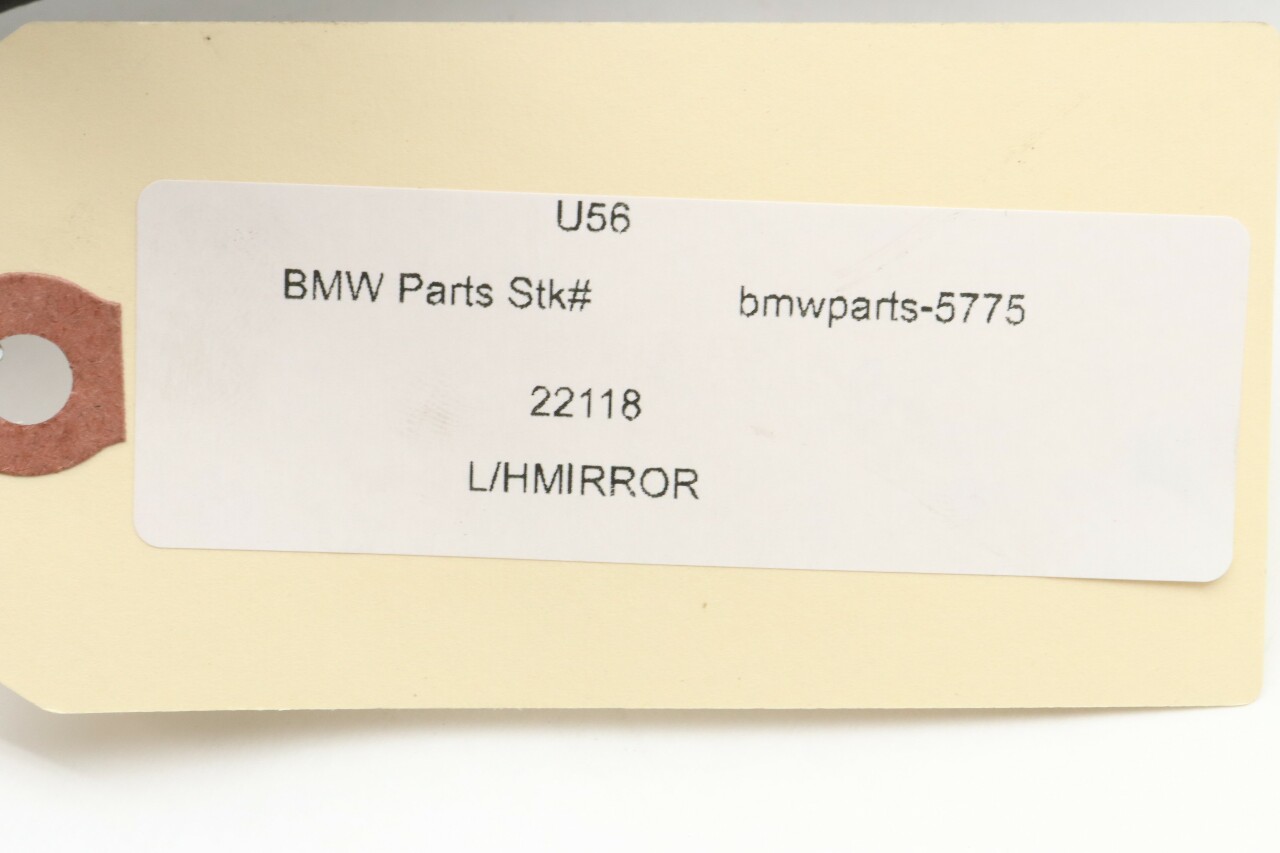 U56
BMW Parts Stk# bmwparts-5775
22118
L/HMIRROR